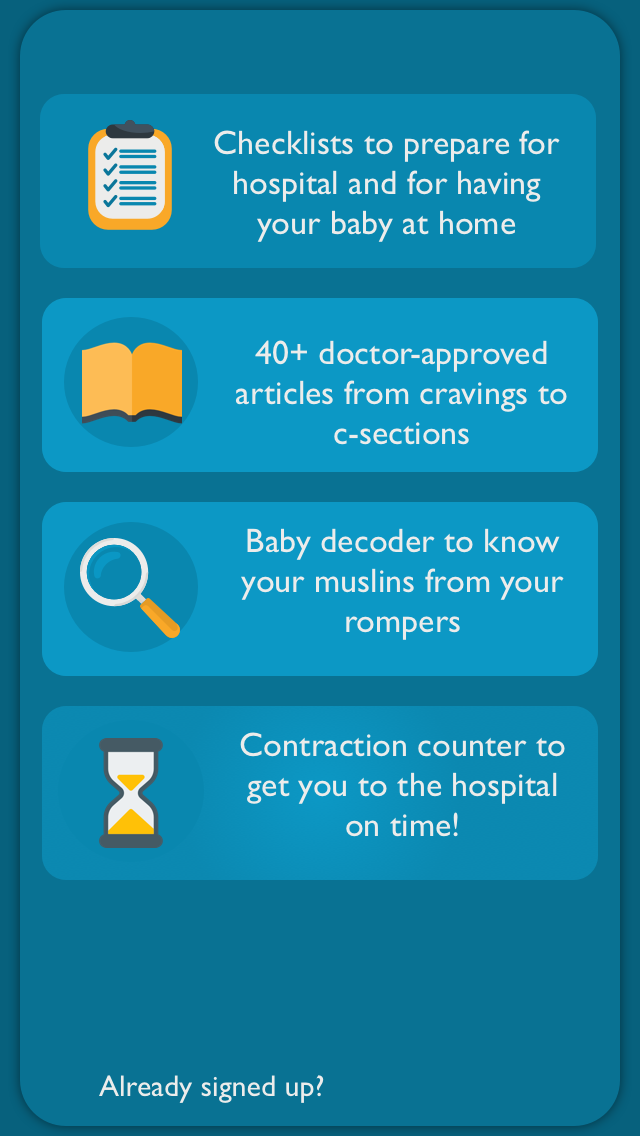 Checklists to prepare for
hospital and for having
your baby at home
40+ doctor-approved
articles from cravings to
c-sections
Baby decoder to know
your muslins from your
rompers
Contraction counter to
get you to the hospital
on time!
Already signed up?